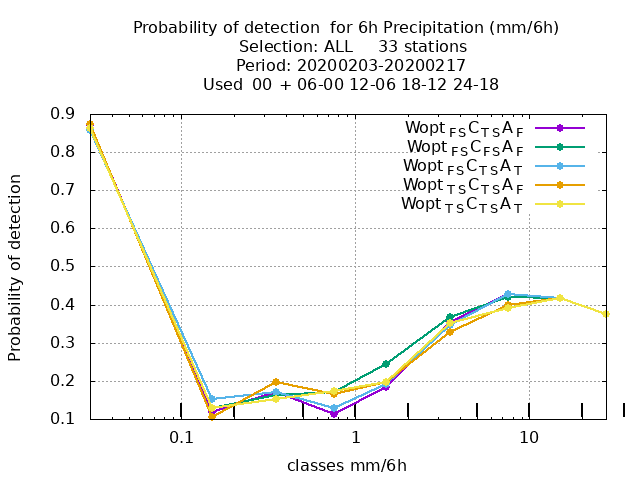 Probability of detection  for 6h Precipitation (mm/6h)
Selection: ALL     33 stations
Period: 20200203-20200217
Used  00  + 06-00 12-06 18-12 24-18
Wopt FS C TS A F
Wopt FS C FS A F
Wopt FS C TS A T
Wopt TS C TS A F
Wopt TS C TS A T
Probability of detection
0.9
0.8
0.7
0.6
0.5
0.4
0.3
0.2
0.1
0.1 1 10
classes mm/6h